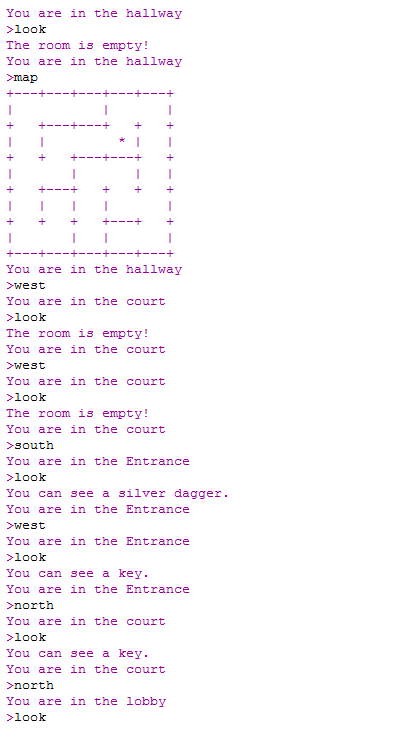 You are in the hallway
>look
The room is empty!
You are in the hallway
>map
+---+---+---+---+---+
|           |       |
+   +---+---+   +   +
|   |         * |   |
+   +   +---+---+   +
|       |       |   |
+   +---+   +   +   +
|   |   |   |       |
+   +   +   +---+   +
|       |   |       |
+---+---+---+---+---+
You are in the hallway
>west
You are in the court
>look
The room is empty!
You are in the court
>west
You are in the court
>look
The room is empty!
You are in the court
>south
You are in the Entrance
>look
You can see a silver dagger.
You are in the Entrance
>west
You are in the Entrance
>look
You can see a key.
You are in the Entrance
>north
You are in the court
>look
You can see a key.
You are in the court
>north
You are in the lobby
>look